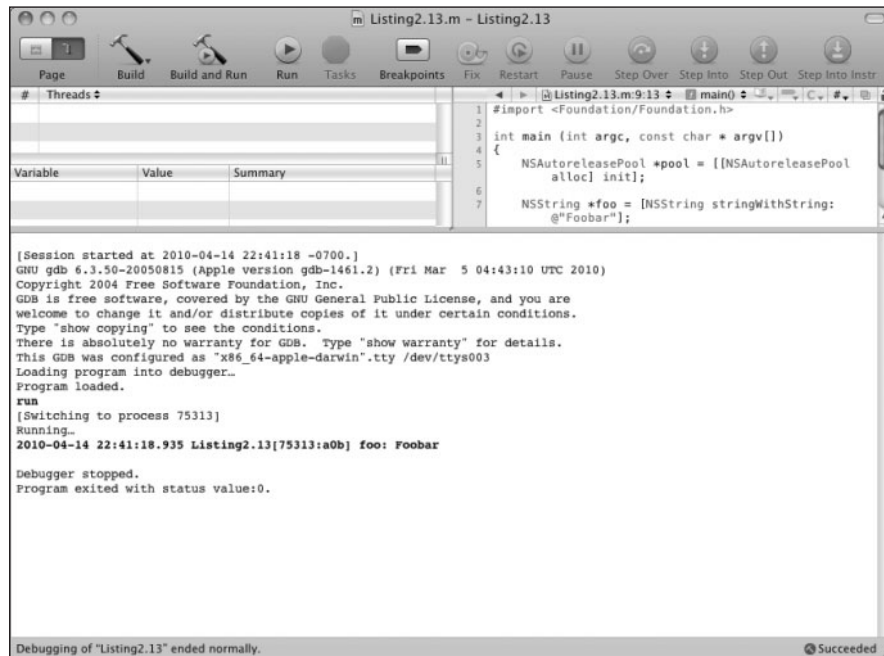 Listing2.13.m – Listing2.13
Page Build Build and Run Run Tasks Breakpoints Fix Restart Pause Step Over Step Into Step Out Step Into Instr
# Threads
Listing2.13.m:9:13 main() C #
1 #import <Foundation/Foundation.h>
2
3 int main (int argc, const char * argv[])
4 {
5 NSAutoreleasePool *pool = [[NSAutoreleasePool
alloc] init];
6
7 NSString *foo = [NSString stringWithString:
@"Foobar"];
Variable Value Summary
[Session started at 2010-04-14 22:41:18 -0700.]
GNU gdb 6.3.50-20050815 (Apple version gdb-1461.2) (Fri Mar  5 04:43:10 UTC 2010)
Copyright 2004 Free Software Foundation, Inc.
GDB is free software, covered by the GNU General Public License, and you are
welcome to change it and/or distribute copies of it under certain conditions.
Type "show copying" to see the conditions.
There is absolutely no warranty for GDB.  Type "show warranty" for details.
This GDB was configured as "x86_64-apple-darwin".tty /dev/ttys003
Loading program into debugger…
Program loaded.
run
[Switching to process 75313]
Running…
2010-04-14 22:41:18.935 Listing2.13[75313:a0b] foo: Foobar
Debugger stopped.
Program exited with status value:0.
Debugging of "Listing2.13" ended normally.
Succeeded